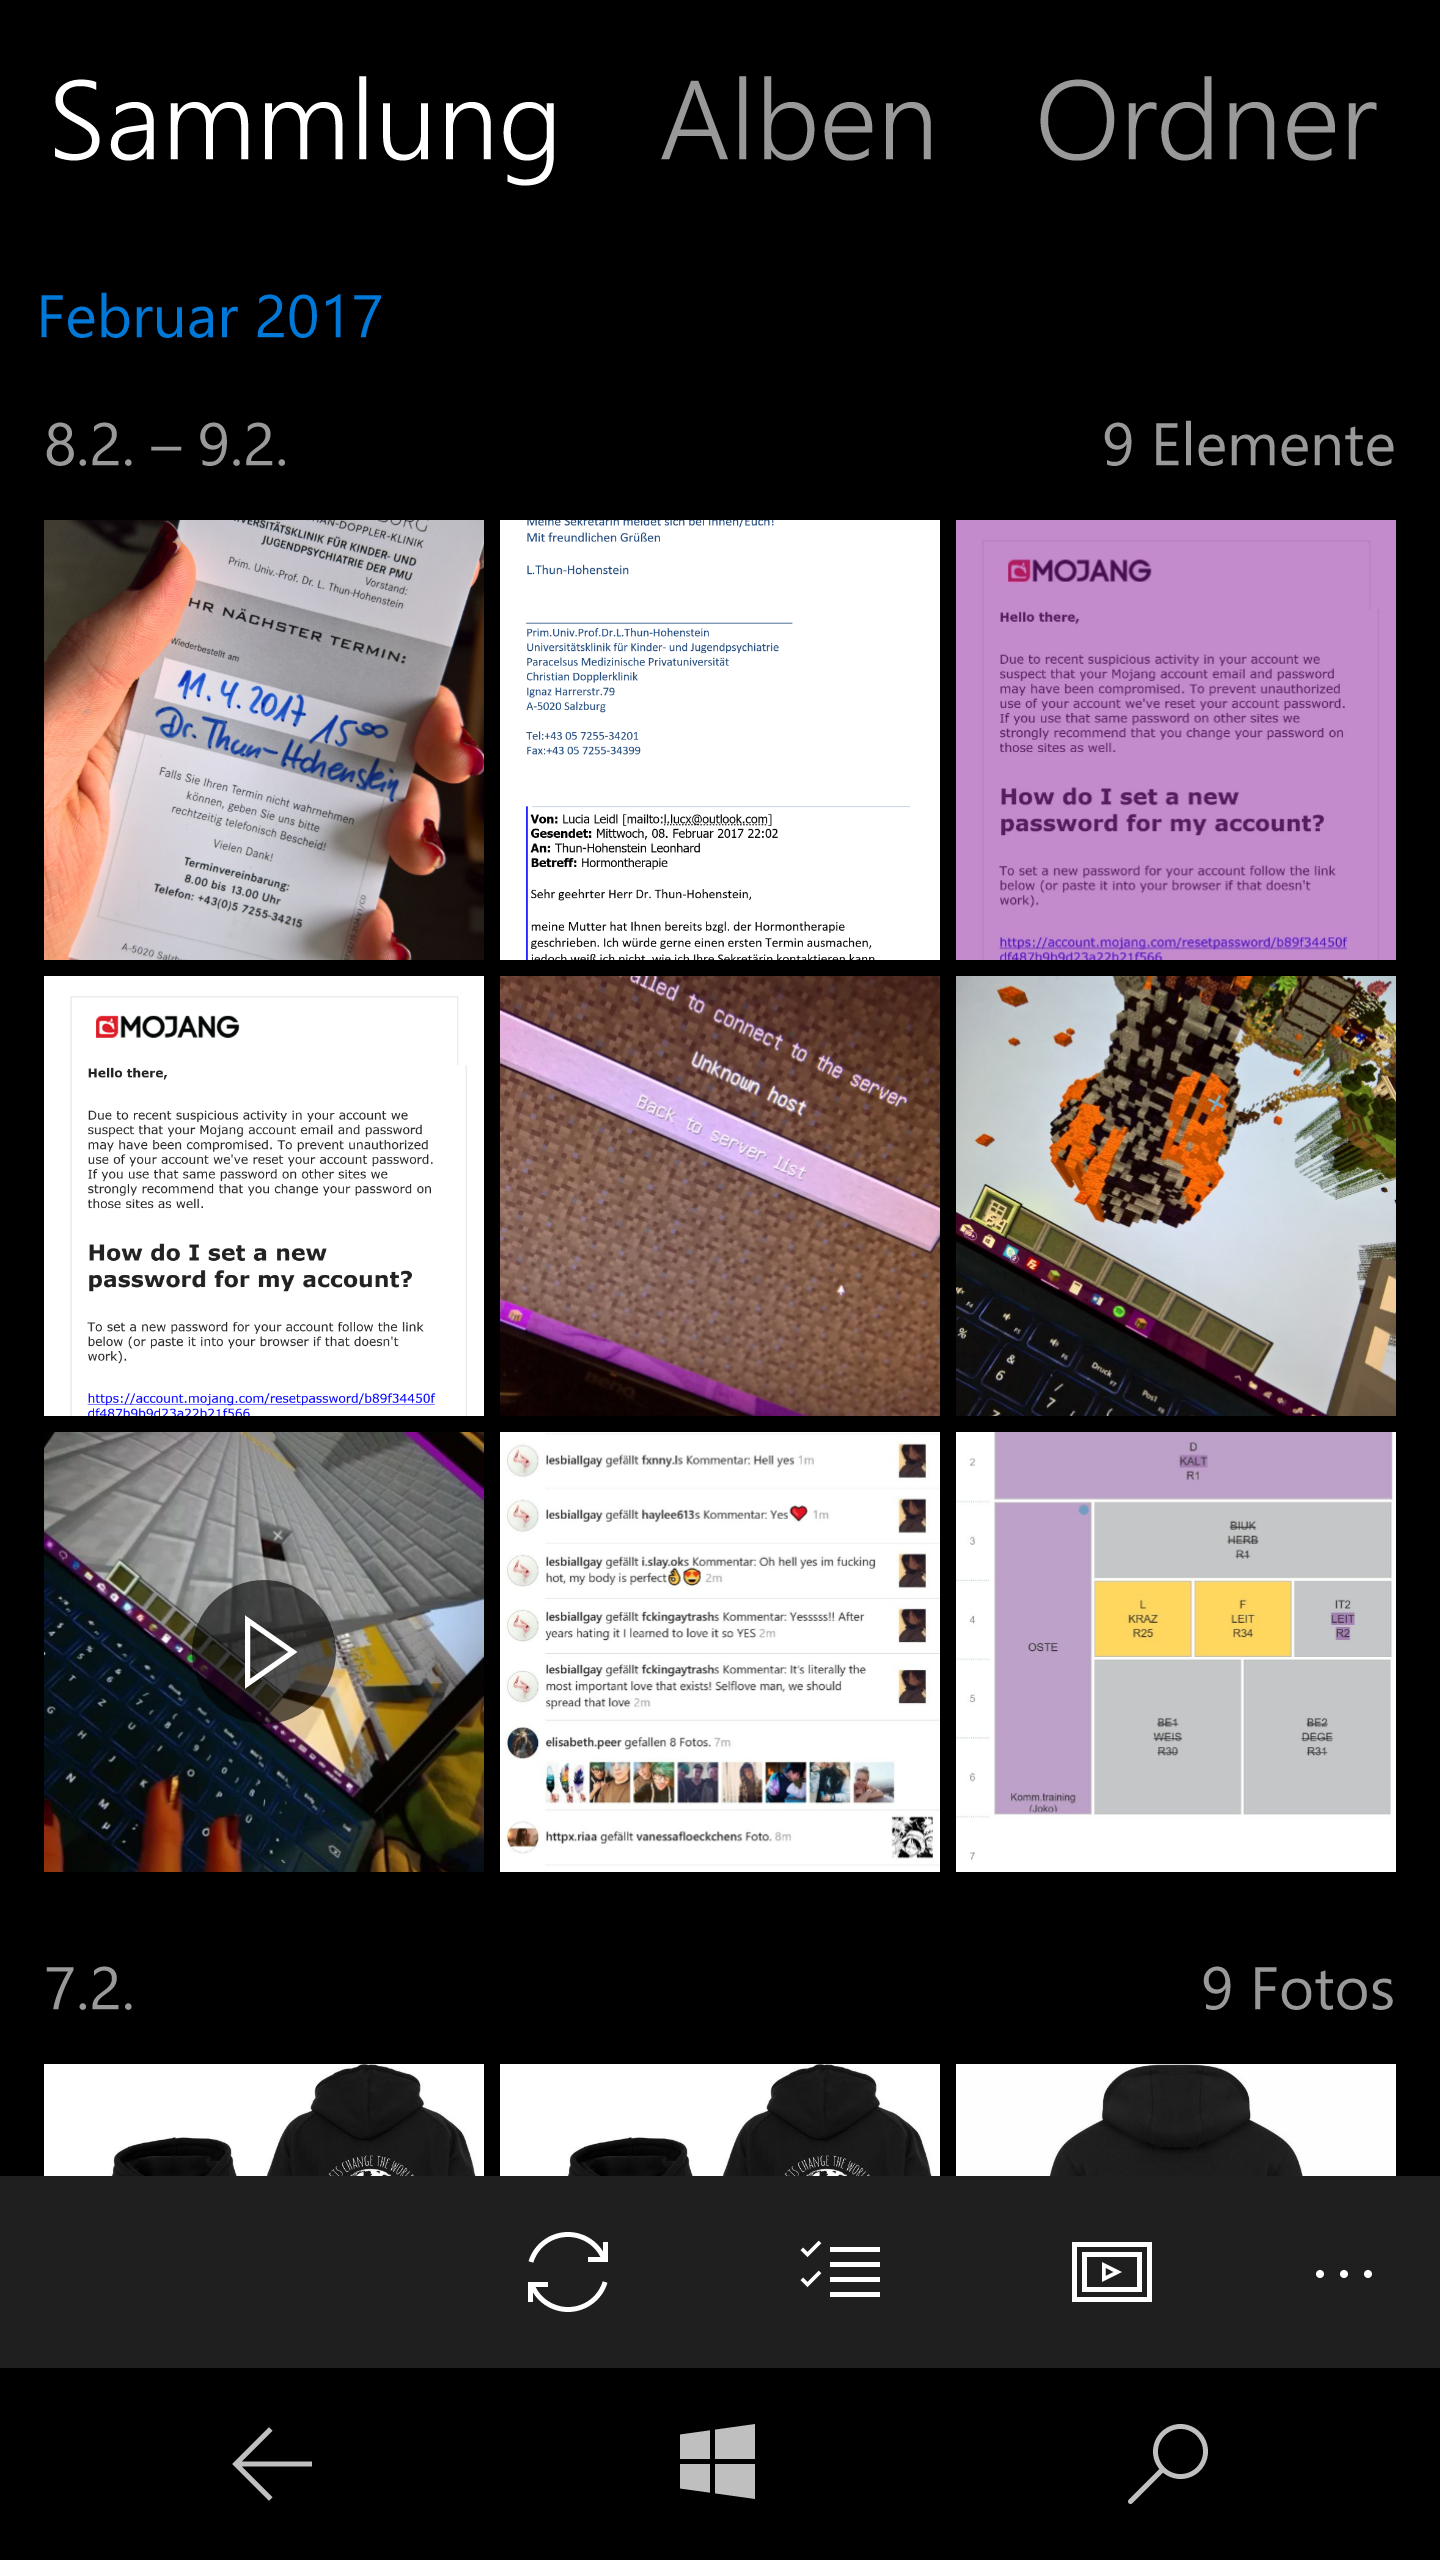 Sammlung Alben Ordner
Februar 2017
8.2. – 9.2. 9 Elemente
AN-DOPPLER-KLINIK
VERSITÄTSKLINIK FÜR KINDER- UND
JUGENDPSYCHIATRIE DER PMU
Vorstand:
Prim. Univ.-Prof. Dr. L. Thun-Hohenstein
HR NÄCHSTER TERMIN:
Wiederbestellt am
11.4.2017 15⁰⁰
Dr. Thun-Hohenstein
Falls Sie Ihren Termin nicht wahrnehmen
können, geben Sie uns bitte
rechtzeitig telefonisch Bescheid!
Vielen Dank!
Terminvereinbarung:
8.00 bis 13.00 Uhr
Telefon: +43(0)5 7255-34215
A-5020
Meine Sekretärin meldet sich bei Ihnen/Euch!
Mit freundlichen Grüßen
L.Thun-Hohenstein
Prim.Univ.Prof.Dr.L.Thun-Hohenstein
Universitätsklinik für Kinder- und Jugendpsychiatrie
Paracelsus Medizinische Privatuniversität
Christian Dopplerklinik
Ignaz Harrerstr.79
A-5020 Salzburg
Tel:+43 05 7255-34201
Fax:+43 05 7255-34399
Von: Lucia Leidl [mailto:l.lucx@outlook.com]
Gesendet: Mittwoch, 08. Februar 2017 22:02
An: Thun-Hohenstein Leonhard
Betreff: Hormontherapie
Sehr geehrter Herr Dr. Thun-Hohenstein,
meine Mutter hat Ihnen bereits bzgl. der Hormontherapie
geschrieben. Ich würde gerne einen ersten Termin ausmachen,
jedoch weiß ich nicht, wie ich Ihre Sekretärin kontaktieren kann
MOJANG
Hello there,
Due to recent suspicious activity in your account we
suspect that your Mojang account email and password
may have been compromised. To prevent unauthorized
use of your account we've reset your account password.
If you use that same password on other sites we
strongly recommend that you change your password on
those sites as well.
How do I set a new
password for my account?
To set a new password for your account follow the link
below (or paste it into your browser if that doesn't
work).
https://account.mojang.com/resetpassword/b89f34450f
df487b9b9d23a22b21f566
MOJANG
Hello there,
Due to recent suspicious activity in your account we
suspect that your Mojang account email and password
may have been compromised. To prevent unauthorized
use of your account we've reset your account password.
If you use that same password on other sites we
strongly recommend that you change your password on
those sites as well.
How do I set a new
password for my account?
To set a new password for your account follow the link
below (or paste it into your browser if that doesn't
work).
https://account.mojang.com/resetpassword/b89f34450f
df487b9b9d23a22b21f566
ailed to connect to the server
Unknown host
Back to server list
Druck
Post
lesbiallgay gefällt fxnny.ls Kommentar: Hell yes 1m
lesbiallgay gefällt haylee613s Kommentar: Yes❤ 1m
lesbiallgay gefällt i.slay.oks Kommentar: Oh hell yes im fucking
hot, my body is perfect👌😍 2m
lesbiallgay gefällt fckingaytrashs Kommentar: Yesssss!! After
years hating it I learned to love it so YES 2m
lesbiallgay gefällt fckingaytrashs Kommentar: It's literally the
most important love that exists! Selflove man, we should
spread that love 2m
elisabeth.peer gefallen 8 Fotos. 7m
httpx.riaa gefällt vanessafloeckchens Foto. 8m
2
D
KALT
R1
3
BIUK
HERB
R1
4
L
KRAZ
R25
F
LEIT
R34
IT2
LEIT
R2
OSTE
5
BE1
WEIS
R30
BE2
DEGE
R31
6
Komm.training
(Joko)
7
7.2. 9 Fotos
LETS CHANGE THE WORLD
LETS CHANGE THE WORLD